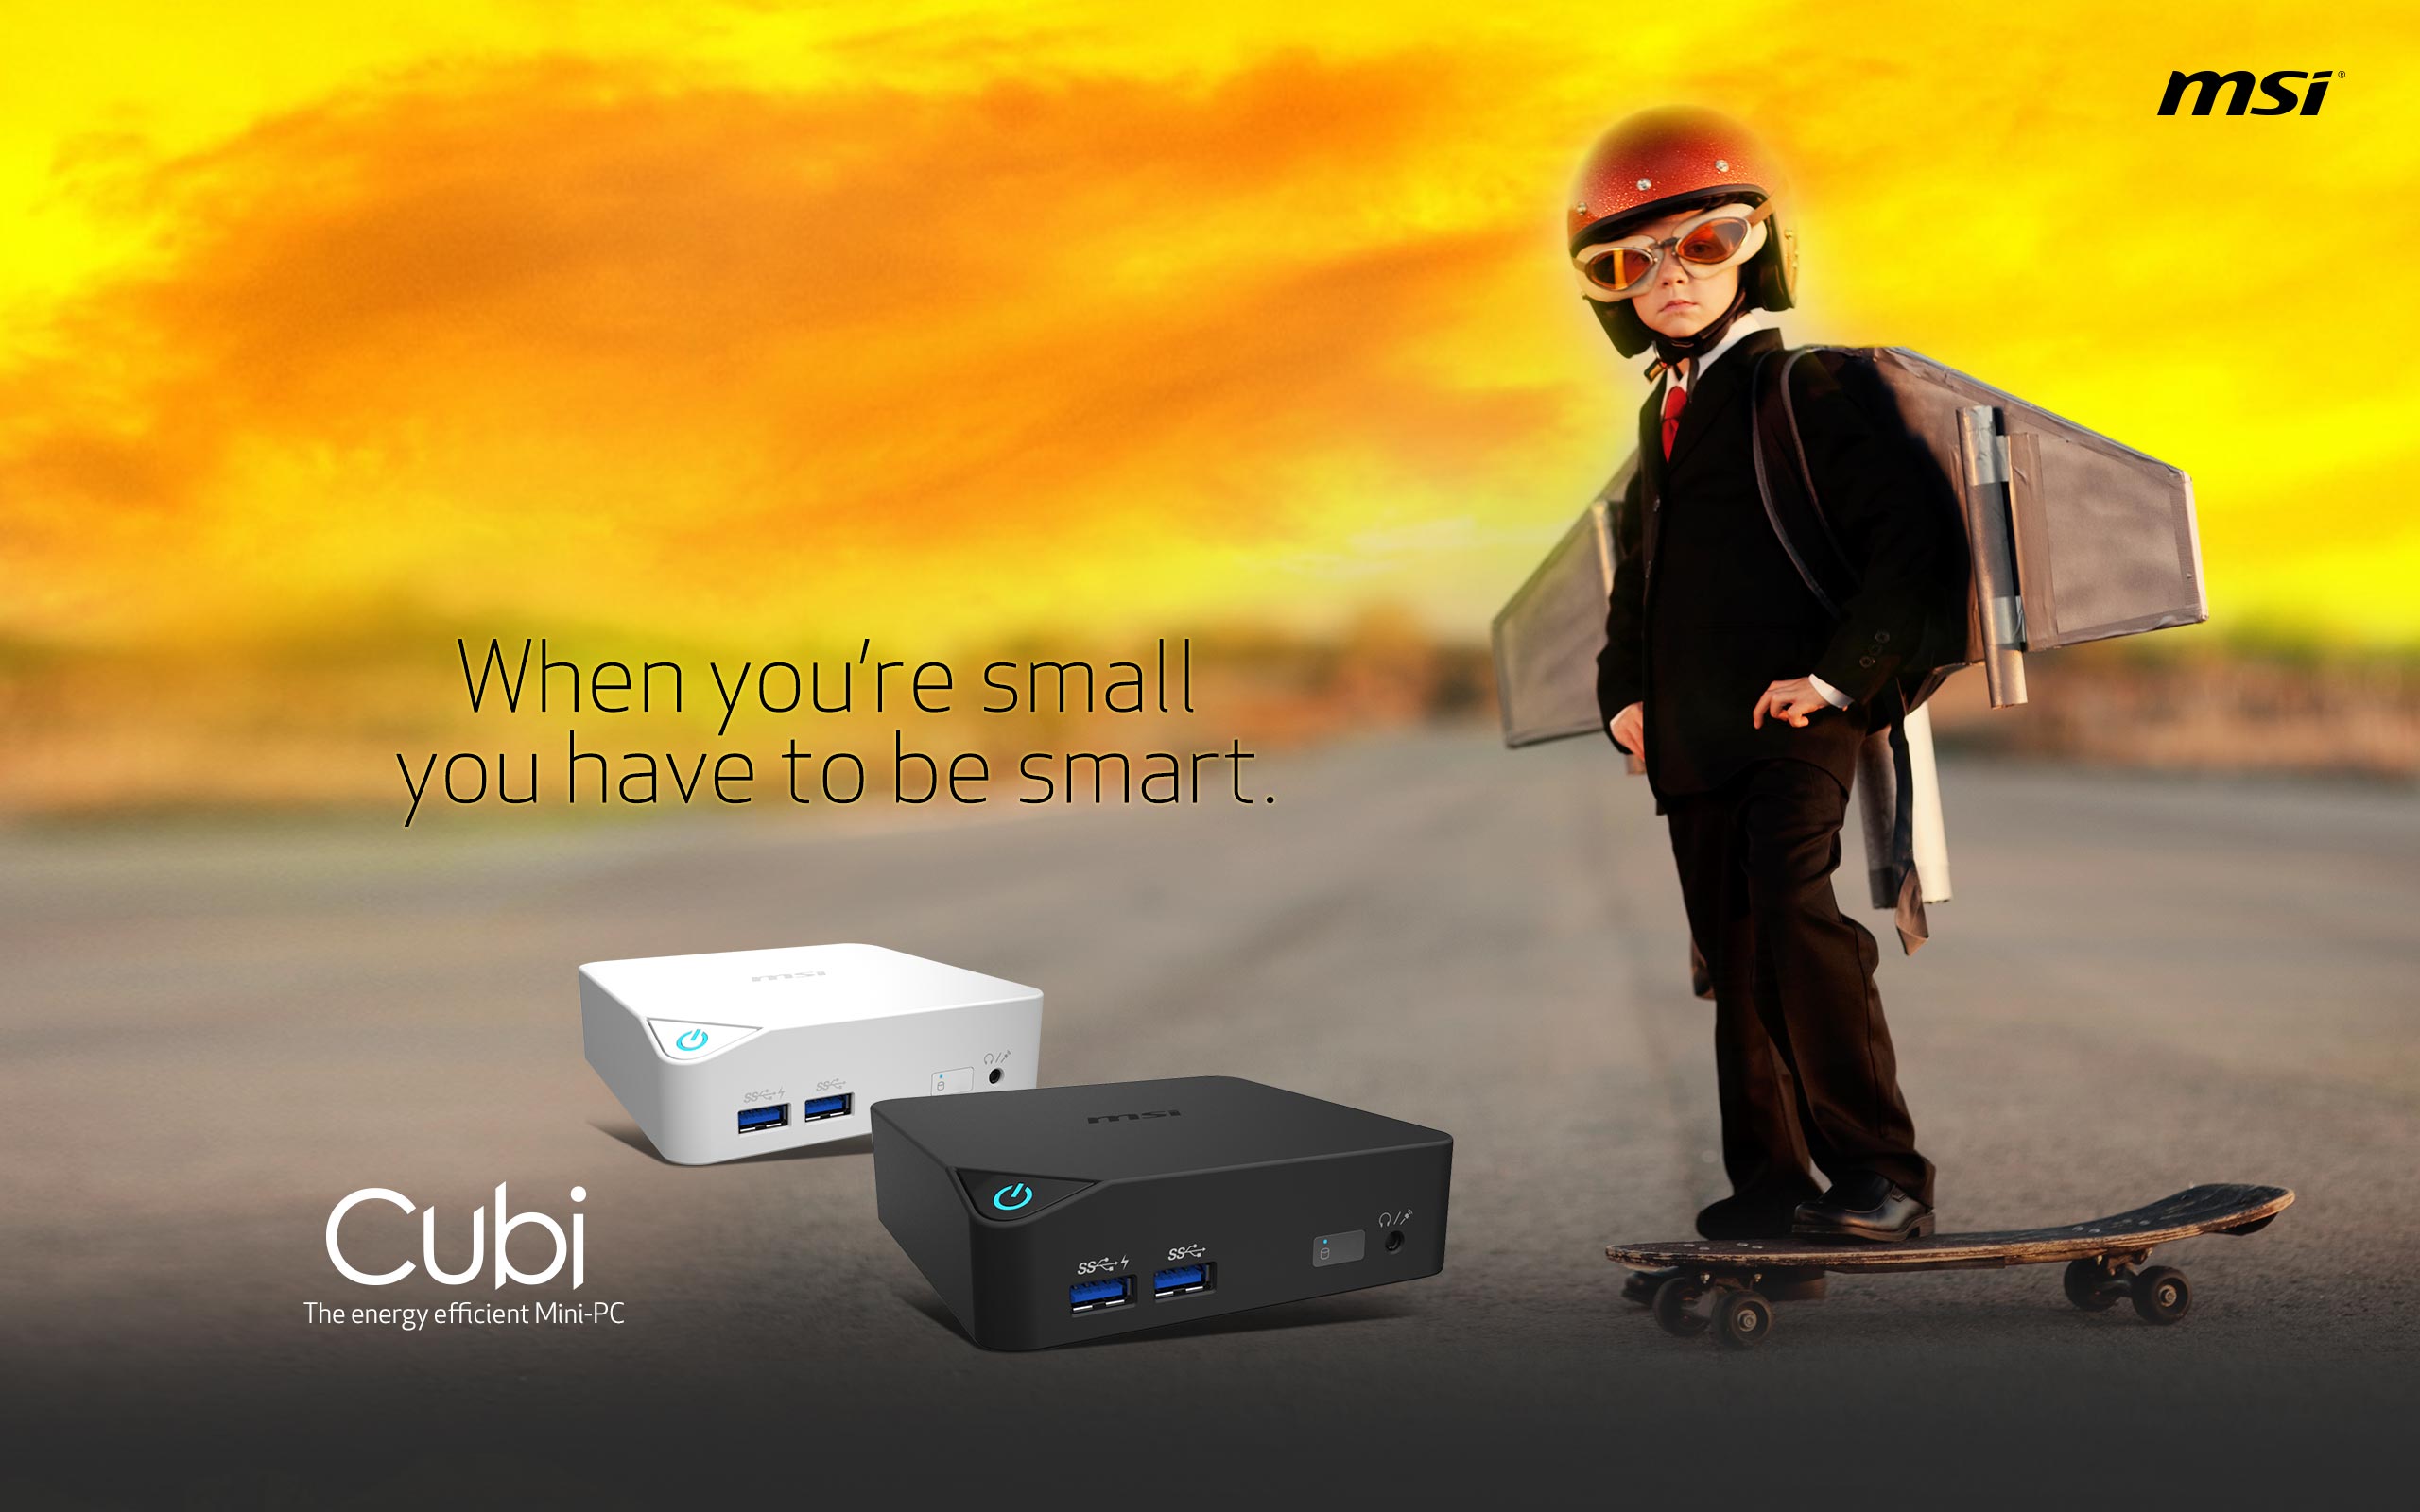 msi®
When you're small
you have to be smart.
msi
SS
SS
msi
SS
SS
Cubi
The energy efficient Mini-PC